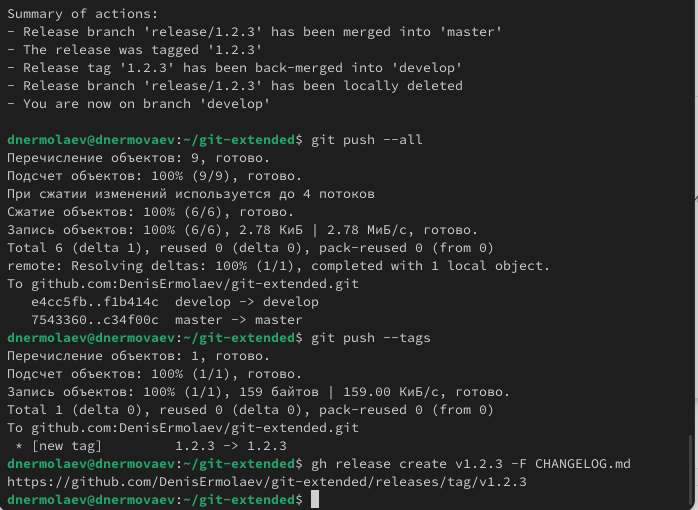 Summary of actions:
- Release branch 'release/1.2.3' has been merged into 'master'
- The release was tagged '1.2.3'
- Release tag '1.2.3' has been back-merged into 'develop'
- Release branch 'release/1.2.3' has been locally deleted
- You are now on branch 'develop'
dnermolaev@dnermovaev:~/git-extended$ git push --all
Перечисление объектов: 9, готово.
Подсчет объектов: 100% (9/9), готово.
При сжатии изменений используется до 4 потоков
Сжатие объектов: 100% (6/6), готово.
Запись объектов: 100% (6/6), 2.78 КиБ | 2.78 МиБ/с, готово.
Total 6 (delta 1), reused 0 (delta 0), pack-reused 0 (from 0)
remote: Resolving deltas: 100% (1/1), completed with 1 local object.
To github.com:DenisErmolaev/git-extended.git
   e4cc5fb..f1b414c  develop -> develop
   7543360..c34f00c  master -> master
dnermolaev@dnermovaev:~/git-extended$ git push --tags
Перечисление объектов: 1, готово.
Подсчет объектов: 100% (1/1), готово.
Запись объектов: 100% (1/1), 159 байтов | 159.00 КиБ/с, готово.
Total 1 (delta 0), reused 0 (delta 0), pack-reused 0 (from 0)
To github.com:DenisErmolaev/git-extended.git
 * [new tag]         1.2.3 -> 1.2.3
dnermolaev@dnermovaev:~/git-extended$ gh release create v1.2.3 -F CHANGELOG.md
https://github.com/DenisErmolaev/git-extended/releases/tag/v1.2.3
dnermolaev@dnermovaev:~/git-extended$